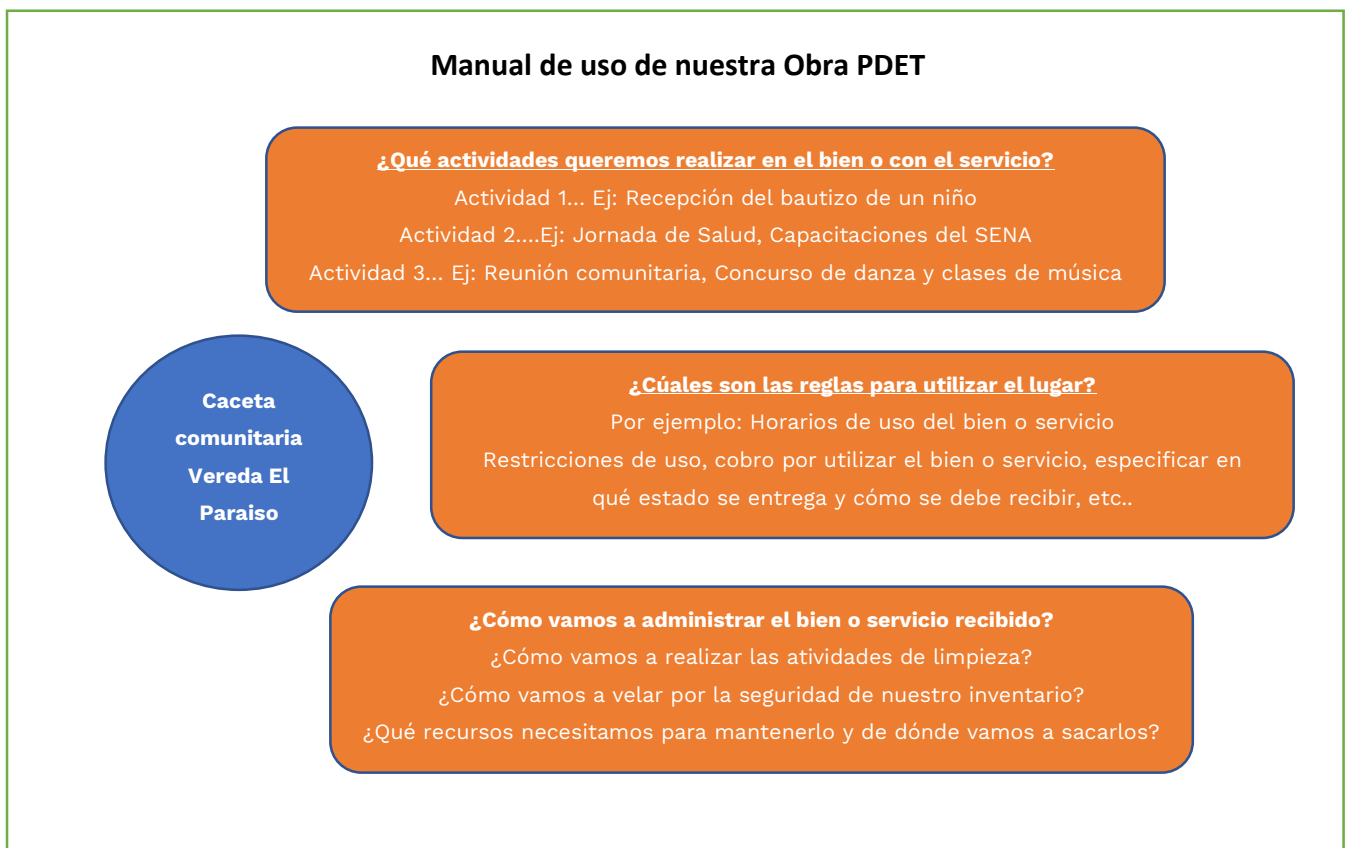 Manual de uso de nuestra Obra PDET
¿Qué actividades queremos realizar en el bien o con el servicio?
Actividad 1... Ej: Recepción del bautizo de un niño
Actividad 2....Ej: Jornada de Salud, Capacitaciones del SENA
Actividad 3... Ej: Reunión comunitaria, Concurso de danza y clases de música
Caceta
comunitaria
Vereda El
Paraiso
¿Cúales son las reglas para utilizar el lugar?
Por ejemplo: Horarios de uso del bien o servicio
Restricciones de uso, cobro por utilizar el bien o servicio, especificar en
qué estado se entrega y cómo se debe recibir, etc..
¿Cómo vamos a administrar el bien o servicio recibido?
¿Cómo vamos a realizar las atividades de limpieza?
¿Cómo vamos a velar por la seguridad de nuestro inventario?
¿Qué recursos necesitamos para mantenerlo y de dónde vamos a sacarlos?